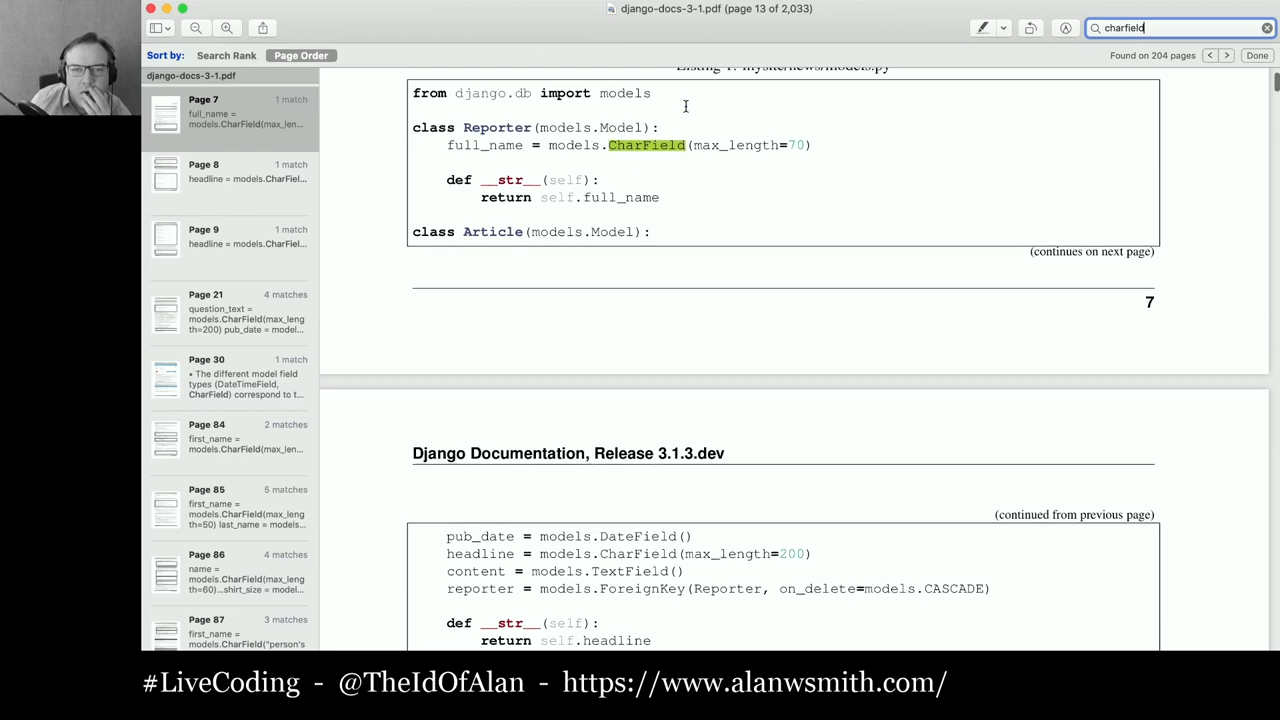 django-docs-3-1.pdf (page 13 of 2,033)
charfield
Sort by: Search Rank Page Order
Found on 204 pages
Done
django-docs-3-1.pdf
Page 7 1 match
full_name =
models.CharField(max_len...
Page 8 1 match
headline = models.CharFiel...
Page 9 1 match
headline = models.CharFiel...
Page 21 4 matches
question_text =
models.CharField(max_leng
th=200) pub_date = model...
Page 30 1 match
• The different model field
types (DateTimeField,
CharField) correspond to t...
Page 84 2 matches
first_name =
models.CharField(max_len...
Page 85 5 matches
first_name =
models.CharField(max_leng
th=50) last_name = models...
Page 86 4 matches
name =
models.CharField(max_leng
th=60)...shirt_size = model...
Page 87 3 matches
first_name =
models.CharField("person's
Listing 1: mysite/news/models.py
from django.db import models
class Reporter(models.Model):
full_name = models.CharField(max_length=70)
def __str__(self):
return self.full_name
class Article(models.Model):
(continues on next page)
7
Django Documentation, Release 3.1.3.dev
(continued from previous page)
pub_date = models.DateField()
headline = models.CharField(max_length=200)
content = models.TextField()
reporter = models.ForeignKey(Reporter, on_delete=models.CASCADE)
def __str__(self):
return self.headline
#LiveCoding - @TheIdOfAlan - https://www.alanwsmith.com/